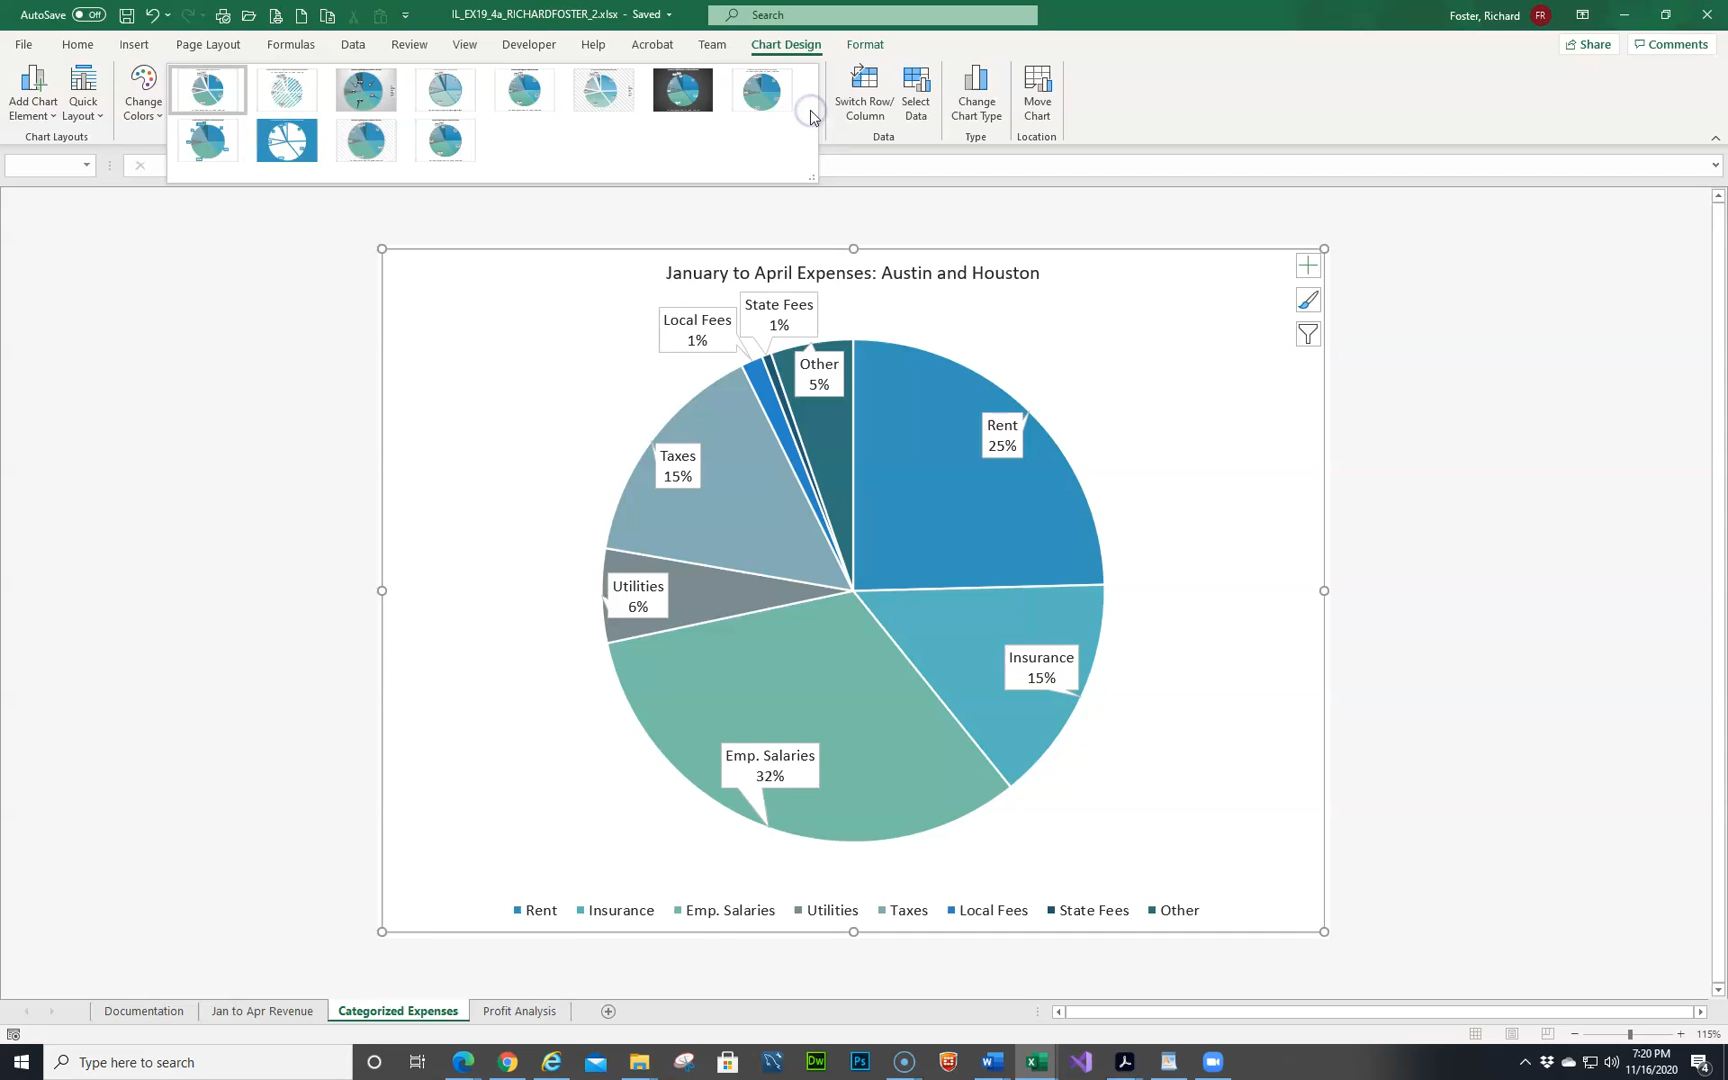 AutoSave Off IL_EX19_4a_RICHARDFOSTER_2.xlsx - Saved Search Foster, Richard FR
File Home Insert Page Layout Formulas Data Review View Developer Help Acrobat Team Chart Design Format Share Comments
Add Chart Element Quick Layout Change Colors Switch Row/ Column Select Data Change Chart Type Move Chart
Chart Layouts Data Type Location
January to April Expenses: Austin and Houston
State Fees
1%
Local Fees
1%
Other
5%
Rent
25%
Taxes
15%
Utilities
6%
Insurance
15%
Emp. Salaries
32%
Rent Insurance Emp. Salaries Utilities Taxes Local Fees State Fees Other
Documentation Jan to Apr Revenue Categorized Expenses Profit Analysis
115%
Type here to search Dw Ps 7:20 PM
11/16/2020 4